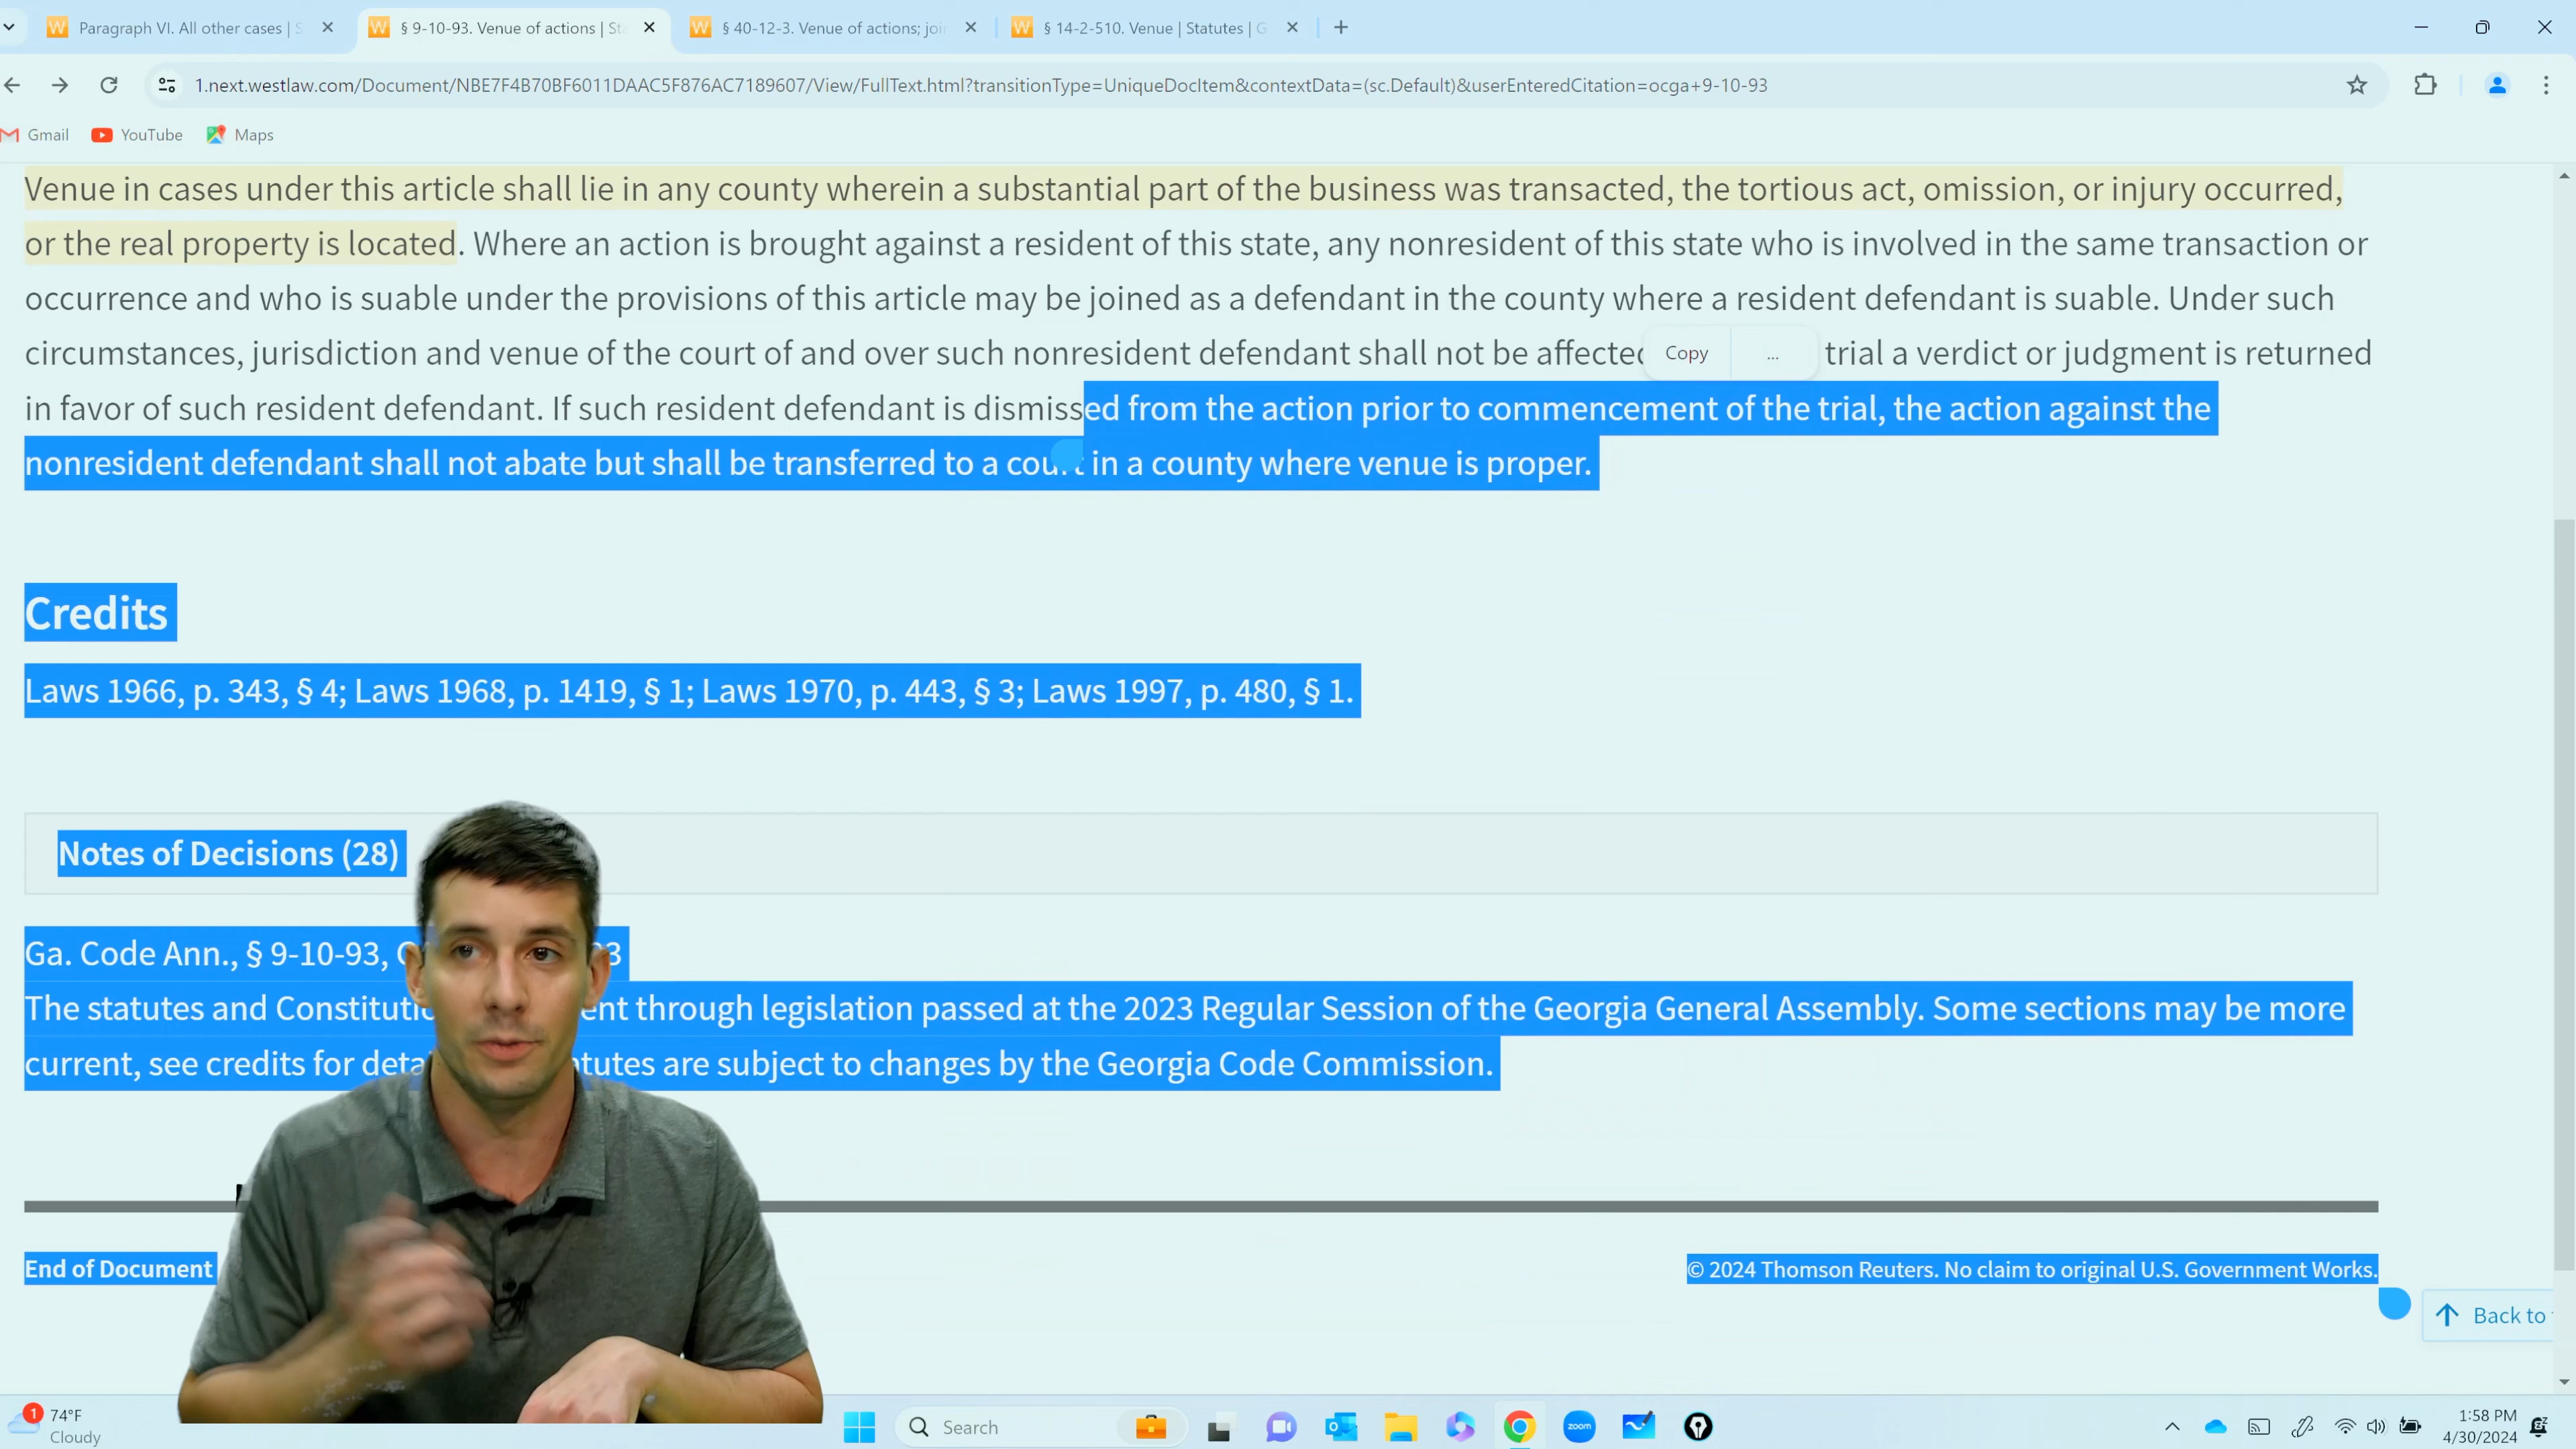 Paragraph VI. All other cases | S
§ 9-10-93. Venue of actions | Sta
§ 40-12-3. Venue of actions; joi
§ 14-2-510. Venue | Statutes | G
1.next.westlaw.com/Document/NBE7F4B70BF6011DAAC5F876AC7189607/View/FullText.html?transitionType=UniqueDocItem&contextData=(sc.Default)&userEnteredCitation=ocga+9-10-93
Gmail YouTube Maps
Venue in cases under this article shall lie in any county wherein a substantial part of the business was transacted, the tortious act, omission, or injury occurred,
or the real property is located. Where an action is brought against a resident of this state, any nonresident of this state who is involved in the same transaction or
occurrence and who is suable under the provisions of this article may be joined as a defendant in the county where a resident defendant is suable. Under such
circumstances, jurisdiction and venue of the court of and over such nonresident defendant shall not be affected Copy ... trial a verdict or judgment is returned
in favor of such resident defendant. If such resident defendant is dismissed from the action prior to commencement of the trial, the action against the
nonresident defendant shall not abate but shall be transferred to a court in a county where venue is proper.
Credits
Laws 1966, p. 343, § 4; Laws 1968, p. 1419, § 1; Laws 1970, p. 443, § 3; Laws 1997, p. 480, § 1.
Notes of Decisions (28)
Ga. Code Ann., § 9-10-93, 3
The statutes and Constituti ent through legislation passed at the 2023 Regular Session of the Georgia General Assembly. Some sections may be more
current, see credits for deta tutes are subject to changes by the Georgia Code Commission.
End of Document
© 2024 Thomson Reuters. No claim to original U.S. Government Works.
Back to
1
74°F
Cloudy
Search
zoom
1:58 PM
4/30/2024